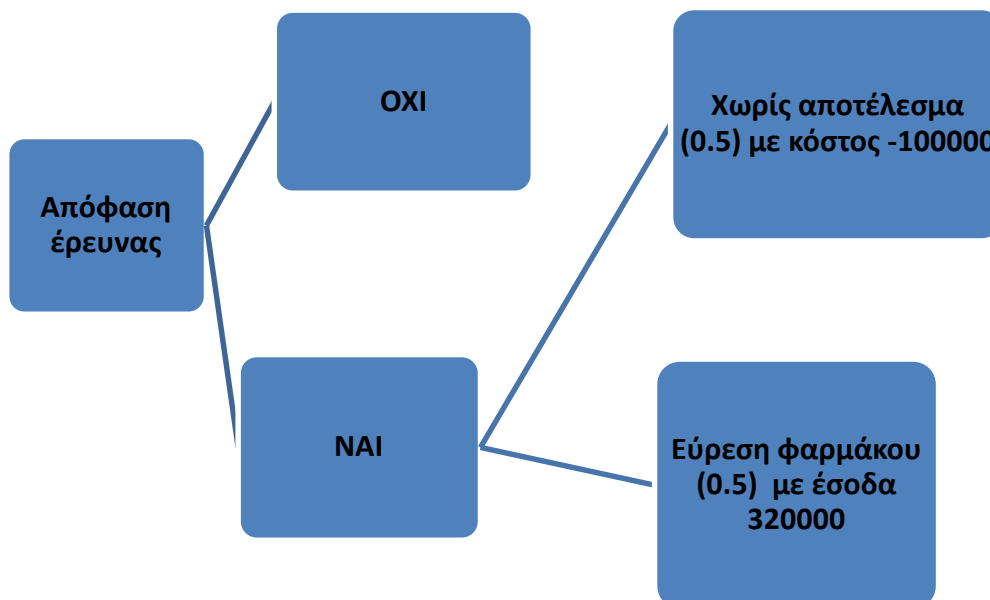 Απόφαση
έρευνας
ΟΧΙ
ΝΑΙ
Χωρίς αποτέλεσμα
(0.5) με κόστος -100000
Εύρεση φαρμάκου
(0.5) με έσοδα
320000